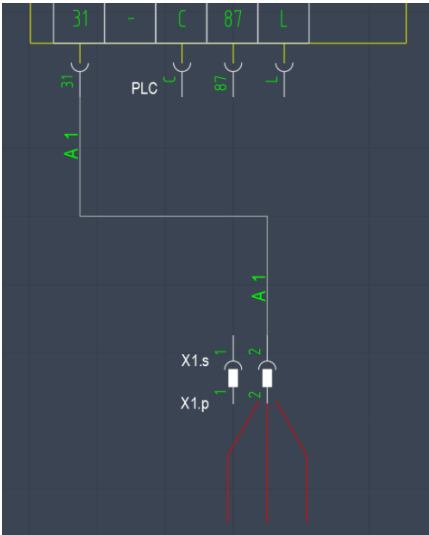 31 - C 87 L
31 PLC C 87 L
A 1
A 1
X1.s 1 2
X1.p 1 2